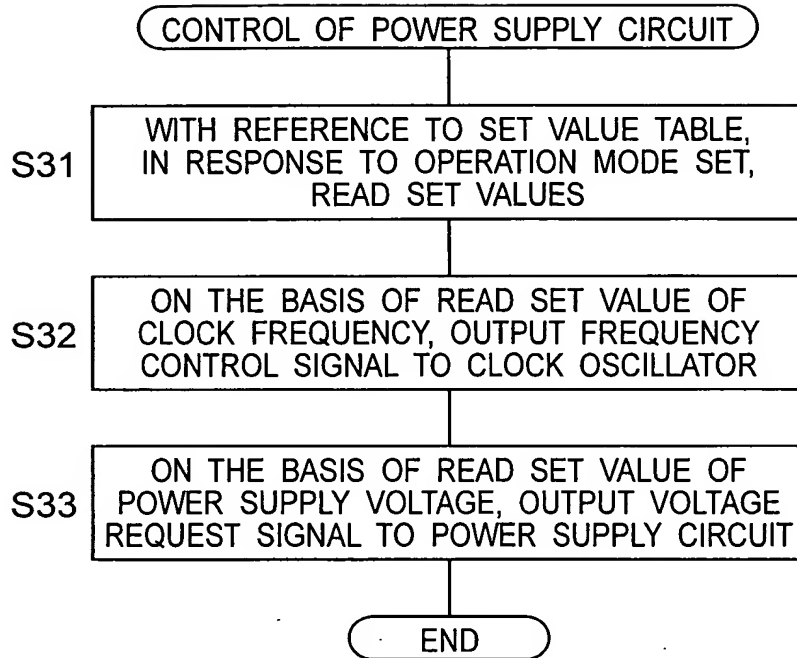 CONTROL OF POWER SUPPLY CIRCUIT
S31
WITH REFERENCE TO SET VALUE TABLE,
IN RESPONSE TO OPERATION MODE SET,
READ SET VALUES
S32
ON THE BASIS OF READ SET VALUE OF
CLOCK FREQUENCY, OUTPUT FREQUENCY
CONTROL SIGNAL TO CLOCK OSCILLATOR
S33
ON THE BASIS OF READ SET VALUE OF
POWER SUPPLY VOLTAGE, OUTPUT VOLTAGE
REQUEST SIGNAL TO POWER SUPPLY CIRCUIT
END